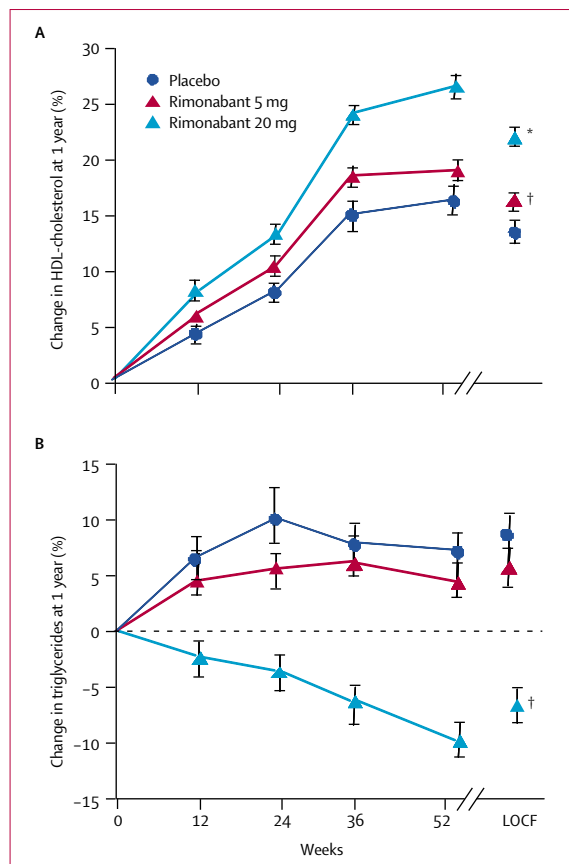 A
30
25
20
15
10
5
0
Change in HDL-cholesterol at 1 year (%)
Placebo
Rimonabant 5 mg
Rimonabant 20 mg
*
†
B
15
10
5
0
−5
−10
−15
Change in triglycerides at 1 year (%)
†
0 12 24 36 52 LOCF
Weeks